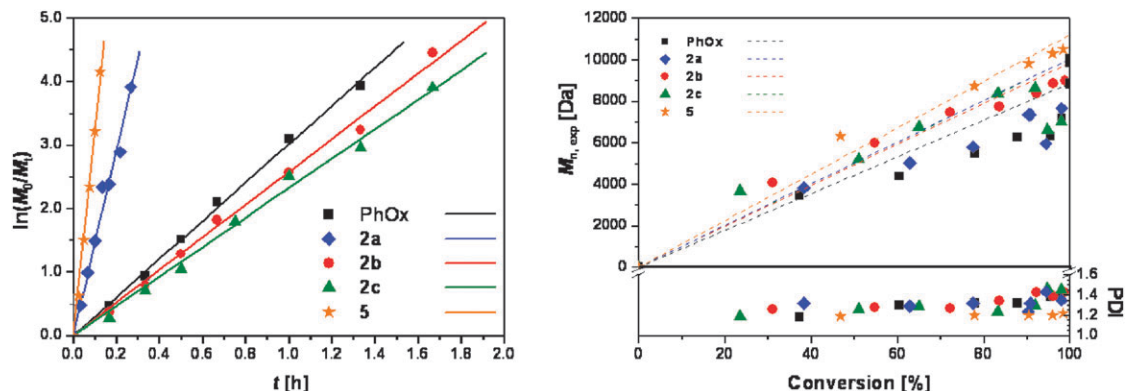 5.0
4.0
3.0
2.0
1.0
0.0
ln(M₀/Mₜ)
PhOx
2a
2b
2c
5
0.0 0.2 0.4 0.6 0.8 1.0 1.2 1.4 1.6 1.8 2.0
t [h]
12000
10000
8000
6000
4000
2000
0
Mn, exp [Da]
PhOx
2a
2b
2c
5
1.6
1.4
1.2
1.0
PDI
0 20 40 60 80 100
Conversion [%]